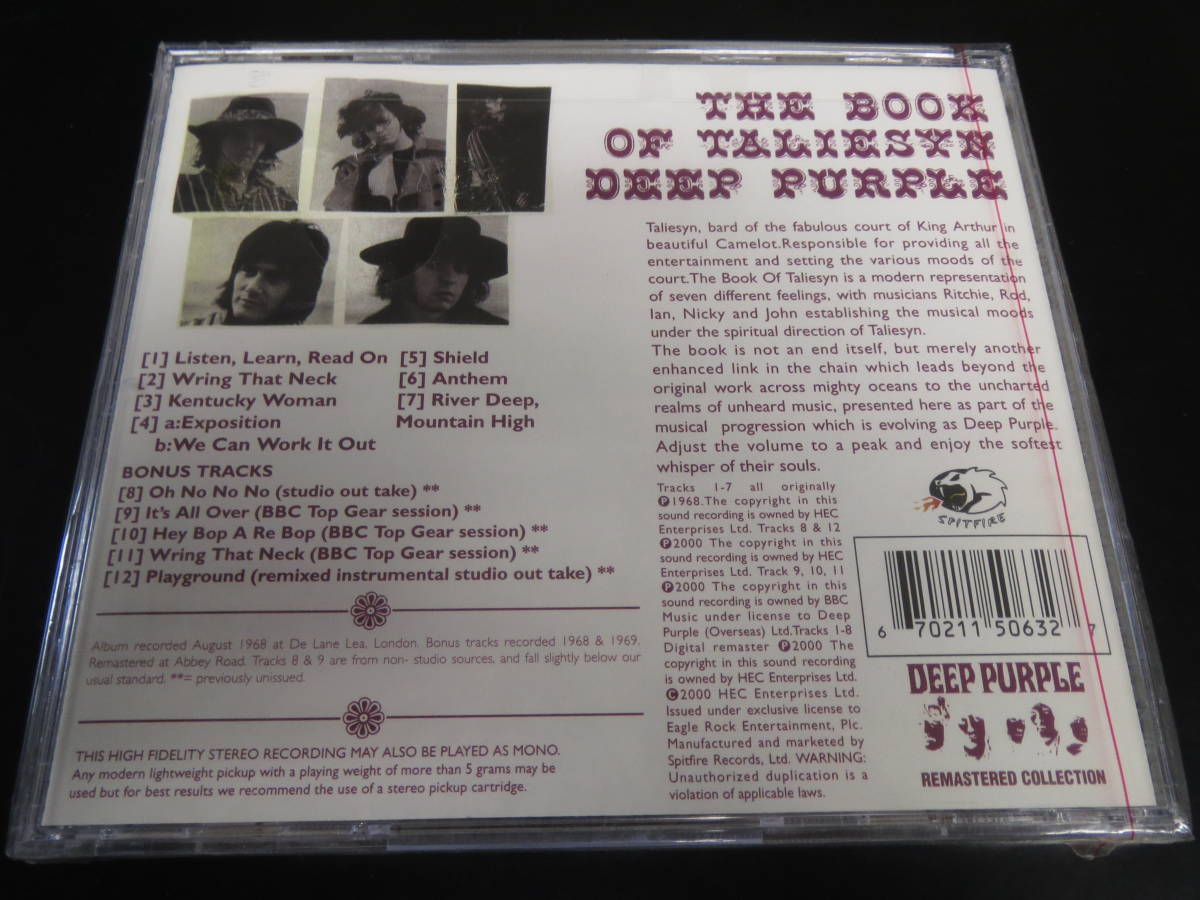 THE BOOK
OF TALIESYN
DEEP PURPLE
Taliesyn, bard of the fabulous court of King Arthur in
beautiful Camelot.Responsible for providing all the
entertainment and setting the various moods of the
court.The Book Of Taliesyn is a modern representation
of seven different feelings, with musicians Ritchie, Rod,
Ian, Nicky and John establishing the musical moods
under the spiritual direction of Taliesyn.
The book is not an end itself, but merely another
enhanced link in the chain which leads beyond the
original work across mighty oceans to the uncharted
realms of unheard music, presented here as part of the
musical progression which is evolving as Deep Purple.
Adjust the volume to a peak and enjoy the softest
whisper of their souls.
[1] Listen, Learn, Read On
[2] Wring That Neck
[3] Kentucky Woman
[4] a:Exposition
b:We Can Work It Out
[5] Shield
[6] Anthem
[7] River Deep,
Mountain High
BONUS TRACKS
[8] Oh No No No (studio out take) **
[9] It's All Over (BBC Top Gear session) **
[10] Hey Bop A Re Bop (BBC Top Gear session) **
[11] Wring That Neck (BBC Top Gear session) **
[12] Playground (remixed instrumental studio out take) **
Album recorded August 1968 at De Lane Lea, London. Bonus tracks recorded 1968 & 1969.
Remastered at Abbey Road. Tracks 8 & 9 are from non- studio sources, and fall slightly below our
usual standard. **= previously unissued.
THIS HIGH FIDELITY STEREO RECORDING MAY ALSO BE PLAYED AS MONO.
Any modern lightweight pickup with a playing weight of more than 5 grams may be
used but for best results we recommend the use of a stereo pickup cartridge.
Tracks 1-7 all originally
℗1968.The copyright in this
sound recording is owned by HEC
Enterprises Ltd. Tracks 8 & 12
℗2000 The copyright in this
sound recording is owned by HEC
Enterprises Ltd. Track 9, 10, 11
℗2000 The copyright in this
sound recording is owned by BBC
Music under license to Deep
Purple (Overseas) Ltd.Tracks 1-8
Digital remaster ℗2000 The
copyright in this sound recording
is owned by HEC Enterprises Ltd.
©2000 HEC Enterprises Ltd.
Issued under exclusive license to
Eagle Rock Entertainment, Plc.
Manufactured and marketed by
Spitfire Records, Ltd. WARNING:
Unauthorized duplication is a
violation of applicable laws.
SPITFIRE
6 70211 50632 7
DEEP PURPLE
REMASTERED COLLECTION